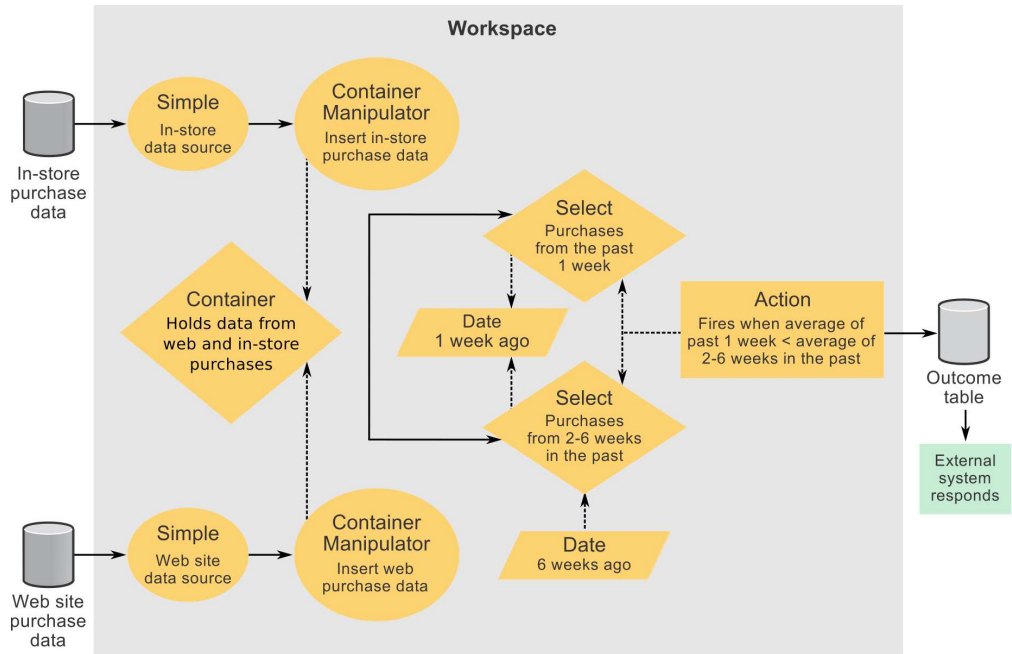 Workspace
Simple
In-store
data source
Container
Manipulator
Insert in-store
purchase data
In-store
purchase
data
Select
Purchases
from the past
1 week
Container
Holds data from
web and in-store
purchases
Date
1 week ago
Action
Fires when average of
past 1 week < average of
2-6 weeks in the past
Outcome
table
Select
Purchases
from 2-6 weeks
in the past
External
system
responds
Simple
Web site
data source
Container
Manipulator
Insert web
purchase data
Date
6 weeks ago
Web site
purchase
data